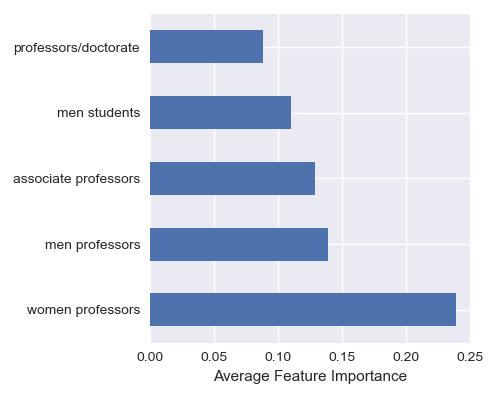 professors/doctorate
men students
associate professors
men professors
women professors
0.00 0.05 0.10 0.15 0.20 0.25
Average Feature Importance